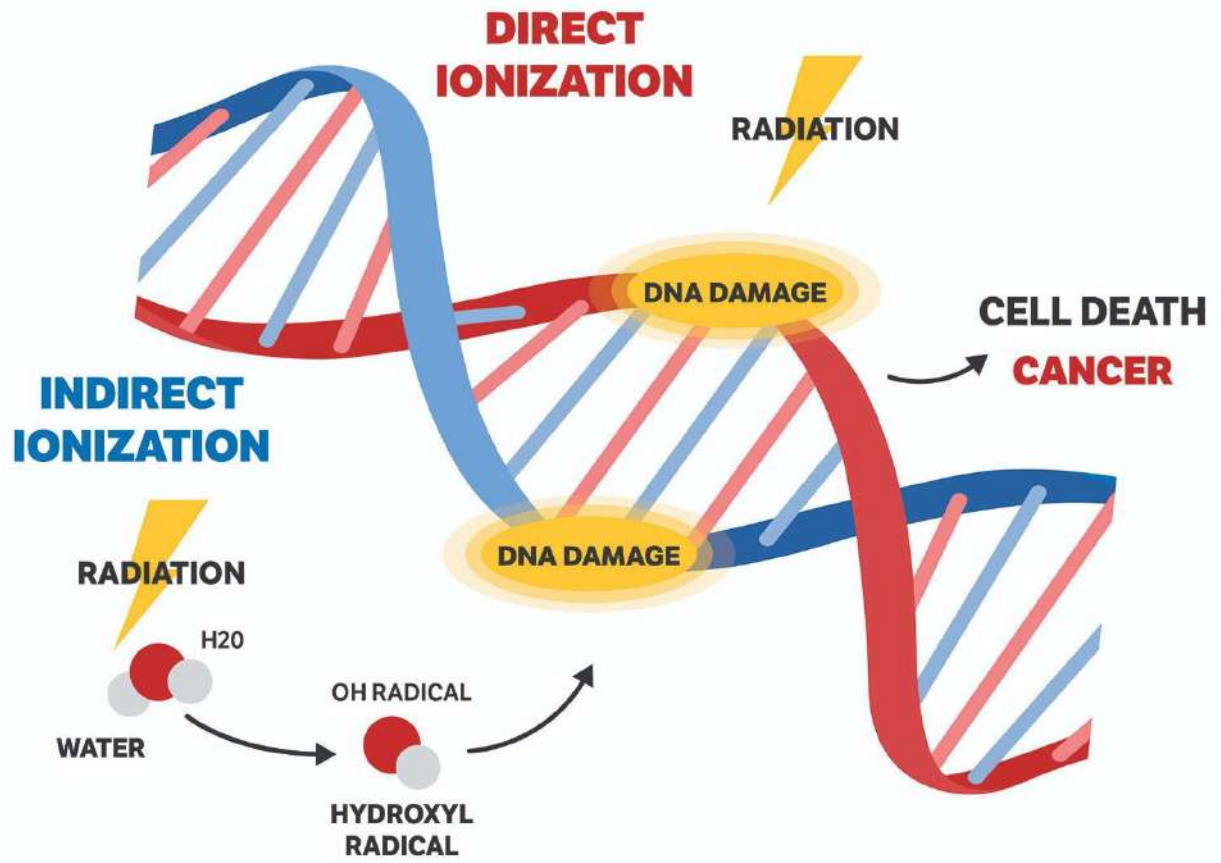 DIRECT
IONIZATION
RADIATION
DNA DAMAGE
CELL DEATH
CANCER
INDIRECT
IONIZATION
DNA DAMAGE
RADIATION
H20
WATER
OH RADICAL
HYDROXYL
RADICAL